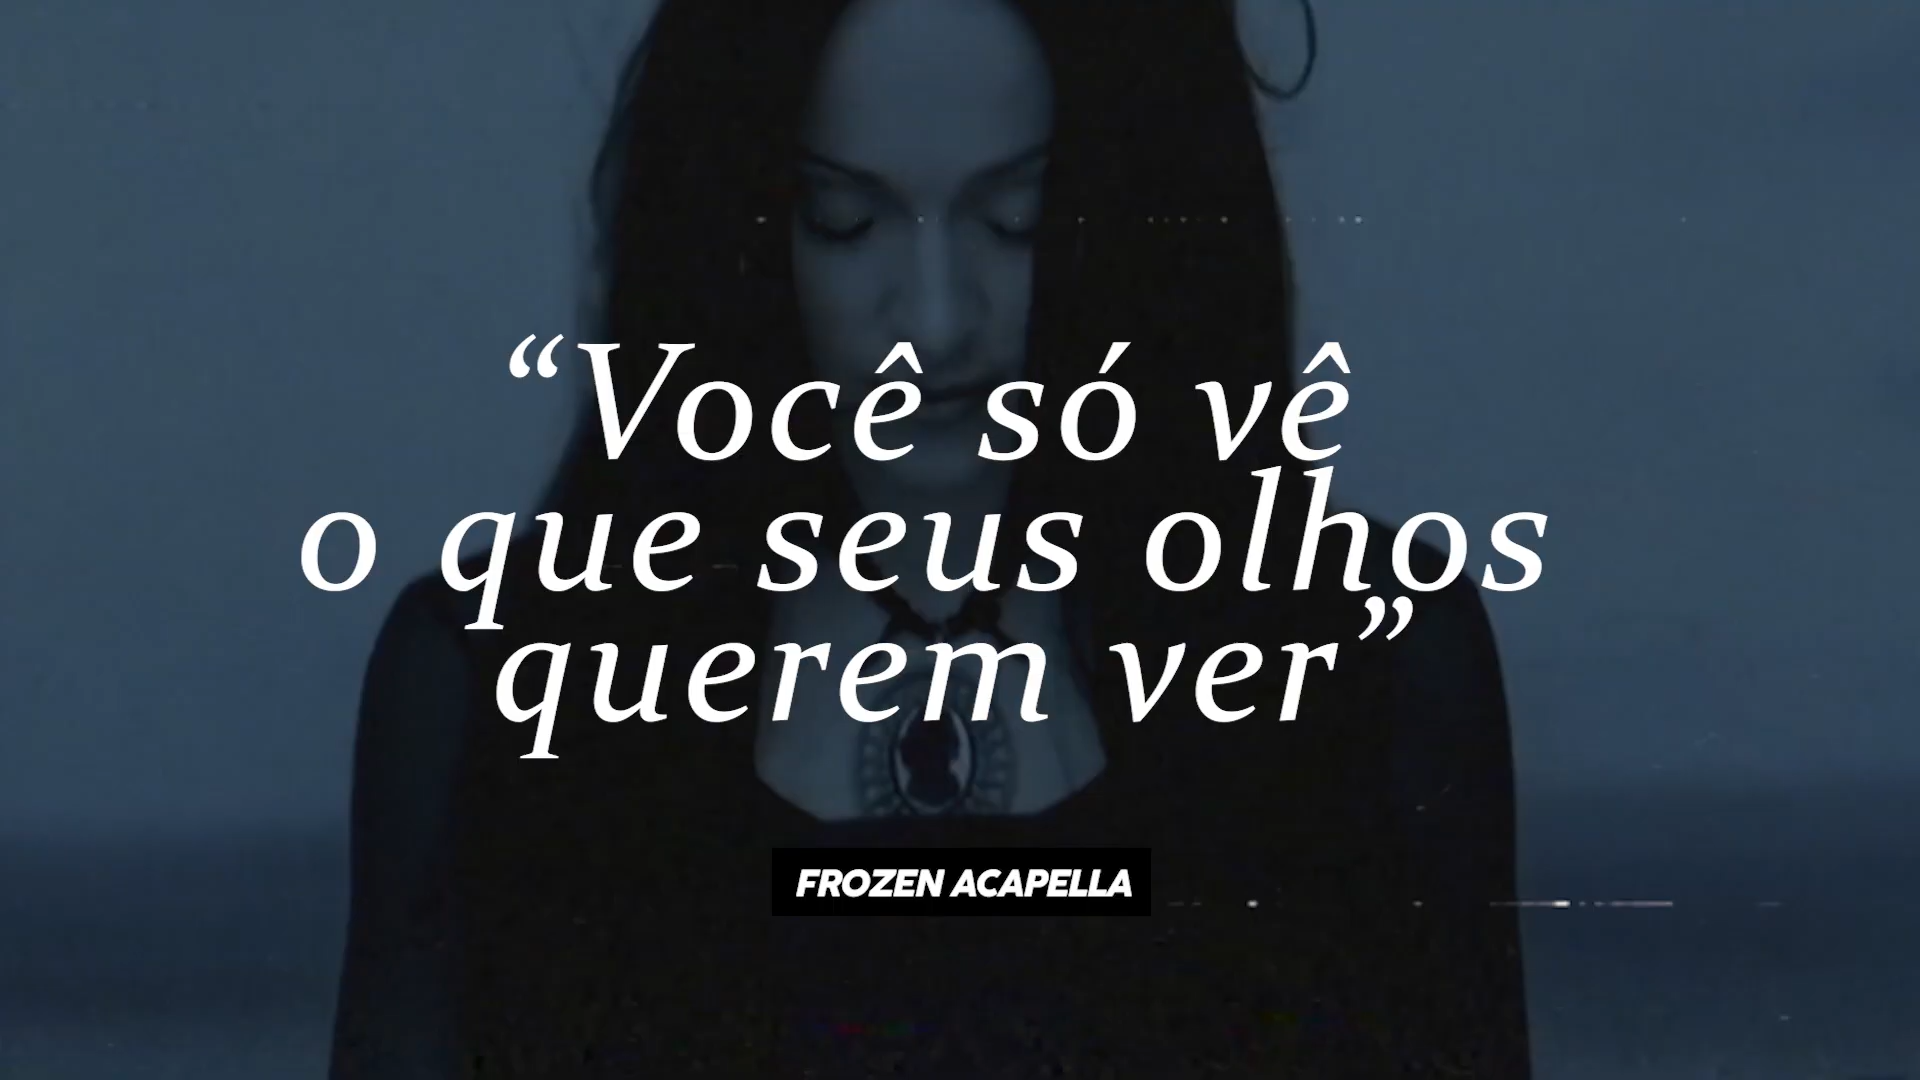 “Você só vê
o que seus olhos
querem ver”
FROZEN ACAPELLA